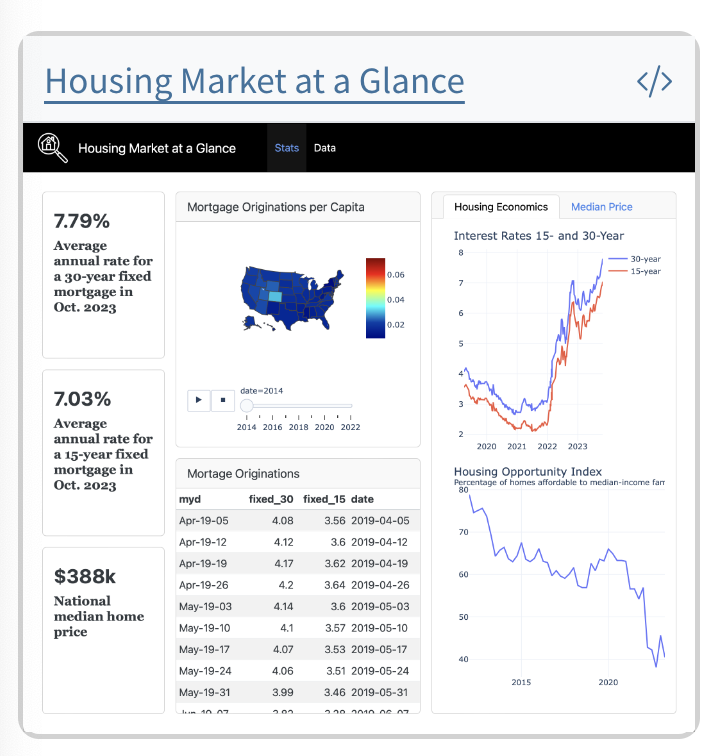 Housing Market at a Glance
</>
Housing Market at a Glance
Stats
Data
7.79%
Average
annual rate for
a 30-year fixed
mortgage in
Oct. 2023
7.03%
Average
annual rate for
a 15-year fixed
mortgage in
Oct. 2023
$388k
National
median home
price
Mortgage Originations per Capita
0.06
0.04
0.02
date=2014
2014 2016 2018 2020 2022
Mortage Originations
myd fixed_30 fixed_15 date
Apr-19-05 4.08 3.56 2019-04-05
Apr-19-12 4.12 3.6 2019-04-12
Apr-19-19 4.17 3.62 2019-04-19
Apr-19-26 4.2 3.64 2019-04-26
May-19-03 4.14 3.6 2019-05-03
May-19-10 4.1 3.57 2019-05-10
May-19-17 4.07 3.53 2019-05-17
May-19-24 4.06 3.51 2019-05-24
May-19-31 3.99 3.46 2019-05-31
Housing Economics
Median Price
Interest Rates 15- and 30-Year
30-year
15-year
8
7
6
5
4
3
2
2020 2021 2022 2023
Housing Opportunity Index
Percentage of homes affordable to median-income
80
70
60
50
40
2015 2020